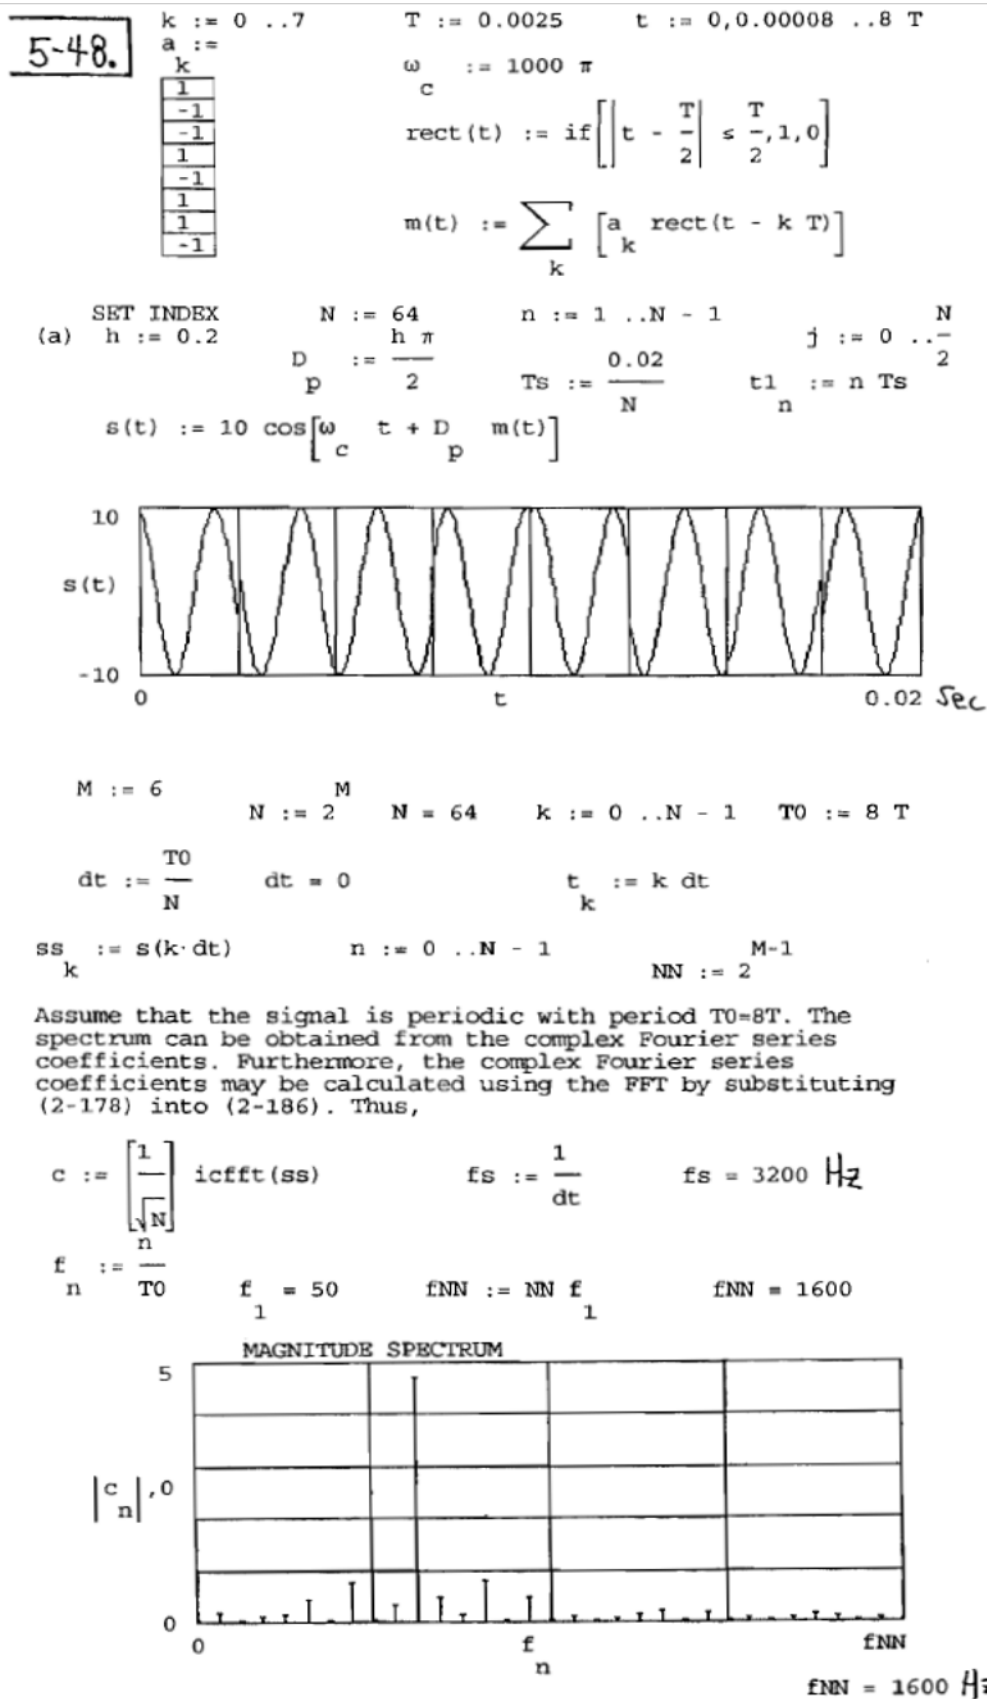 5-48.
k := 0 ..7 T := 0.0025 t := 0,0.00008 ..8 T
a :=
k
ω := 1000 π
c
1
-1
-1
1
-1
1
1
-1
rect(t) := if[|t - T/2| ≤ T/2,1,0]
m(t) := ∑ [a rect(t - k T)]
k k
SET INDEX N := 64 n := 1 ..N - 1 j := 0 ..N/2
(a) h := 0.2
D := h π/2 Ts := 0.02/N t1 := n Ts
p n
s(t) := 10 cos[ω t + D m(t)]
c p
10
s(t)
-10
0 t 0.02 Sec
M := 6
N := 2^M N = 64 k := 0 ..N - 1 T0 := 8 T
dt := T0/N dt = 0 t := k dt
k
ss := s(k·dt) n := 0 ..N - 1 NN := 2^M-1
k
Assume that the signal is periodic with period T0=8T. The
spectrum can be obtained from the complex Fourier series
coefficients. Furthermore, the complex Fourier series
coefficients may be calculated using the FFT by substituting
(2-178) into (2-186). Thus,
c := [1/√N] icfft(ss) fs := 1/dt fs = 3200 Hz
f := n/T0 f = 50 fNN := NN f fNN = 1600
n 1 1
MAGNITUDE SPECTRUM
5
|c|,0
n
0
0 f fNN
n
fNN = 1600 Hz